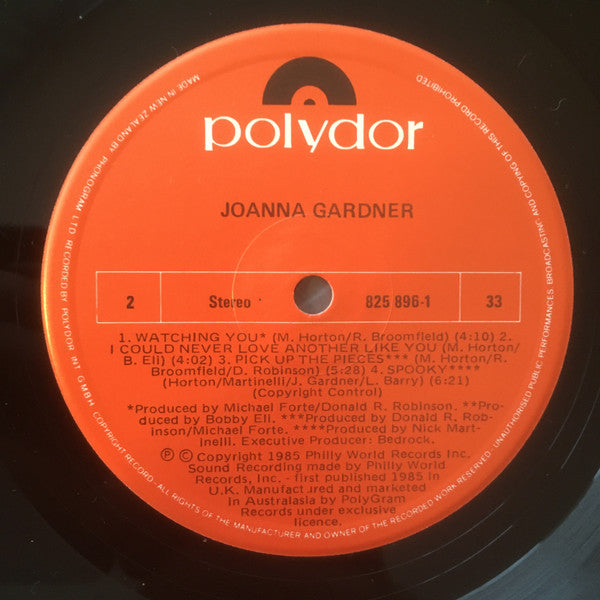 polydor
JOANNA GARDNER
2 Stereo 825 896-1 33
1. WATCHING YOU* (M. Horton/R. Broomfield) (4:10) 2.
I COULD NEVER LOVE ANOTHER LIKE YOU (M. Horton/
B. Eli) (4:02) 3. PICK UP THE PIECES*** (M. Horton/R.
Broomfield/D. Robinson) (5:28) 4. SPOOKY****
(Horton/Martinelli/J. Gardner/L. Barry) (6:21)
(Copyright Control)
*Produced by Michael Forte/Donald R. Robinson. **Pro-
duced by Bobby Eli. ***Produced by Donald R. Rob-
inson/Michael Forte. ****Produced by Nick Mart-
inelli. Executive Producer: Bedrock.
Ⓟ © Copyright 1985 Philly World Records Inc.
Sound Recording made by Philly World
Records, Inc. - first published 1985 in
U.K. Manufactured and marketed
in Australasia by PolyGram
Records under exclusive
licence.
MADE IN NEW ZEALAND BY PHONOGRAM LTD RECORDED BY POLYDOR INT. GMBH COPYRIGHT RECORD - ALL RIGHTS OF THE MANUFACTURER AND OWNER OF THE RECORDED WORK RESERVED - UNAUTHORISED PUBLIC PERFORMANCES BROADCASTING AND COPYING OF THIS RECORD PROHIBITED